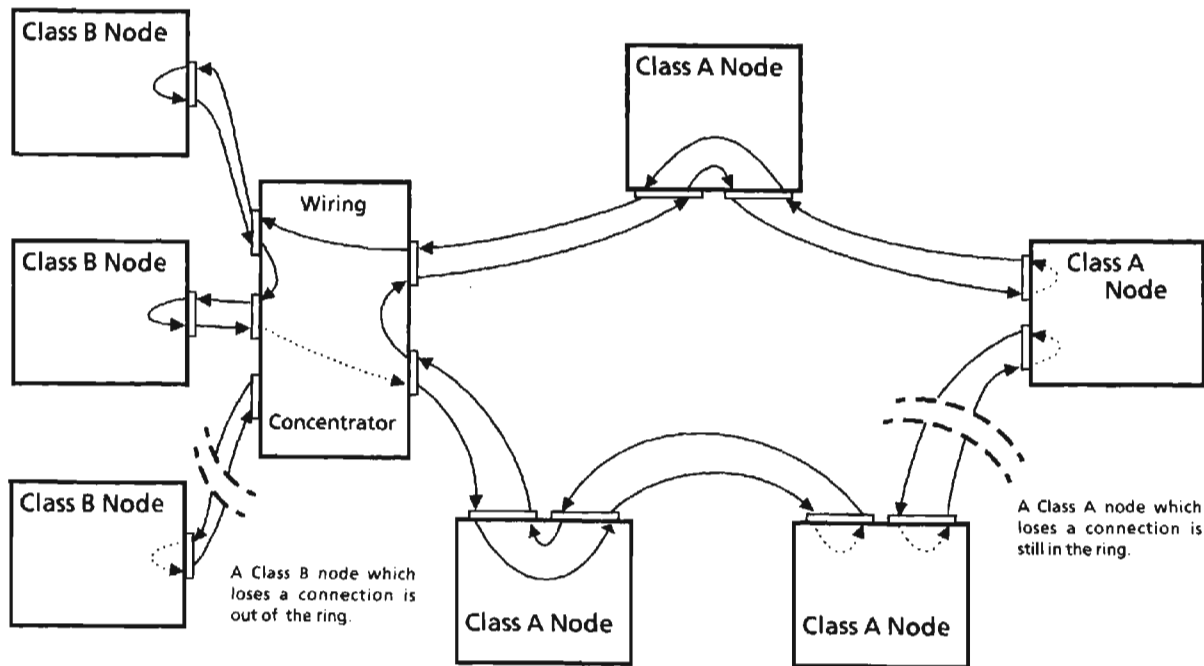 Class B Node
Class A Node
Wiring
Class B Node
Class A
Node
Concentrator
Class B Node
A Class A node which
loses a connection is
still in the ring.
A Class B node which
loses a connection is
out of the ring.
Class A Node
Class A Node